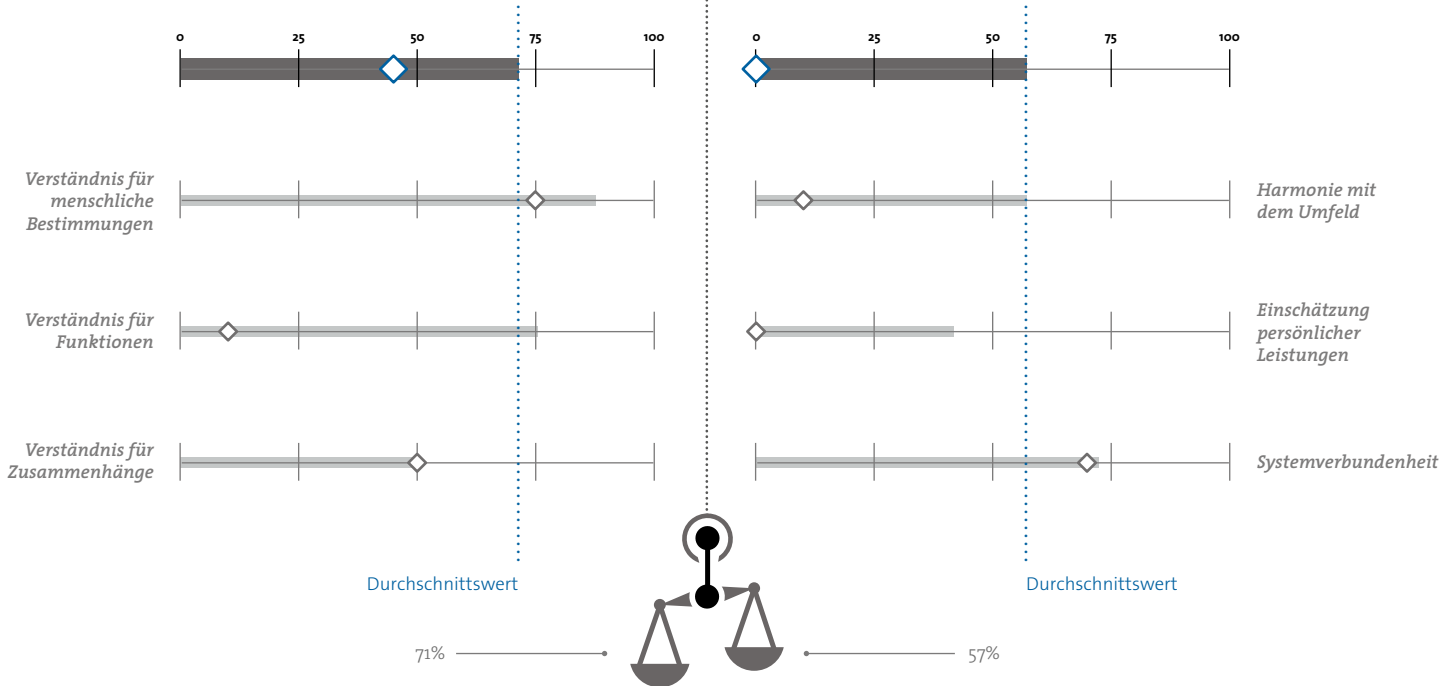 0 25 50 75 100
0 25 50 75 100
Verständnis für
menschliche
Bestimmungen
Harmonie mit
dem Umfeld
Verständnis für
Funktionen
Einschätzung
persönlicher
Leistungen
Verständnis für
Zusammenhänge
Systemverbundenheit
Durchschnittswert
Durchschnittswert
71%
57%